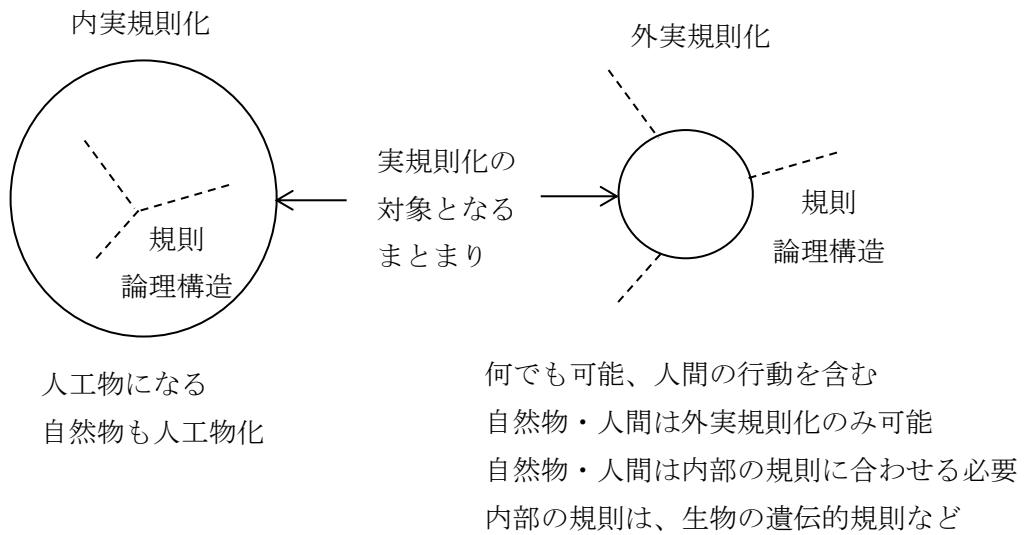 内実規則化
外実規則化
実規則化の
対象となる
まとまり
規則
論理構造
規則
論理構造
人工物になる
自然物も人工物化
何でも可能、人間の行動を含む
自然物・人間は外実規則化のみ可能
自然物・人間は内部の規則に合わせる必要
内部の規則は、生物の遺伝的規則など